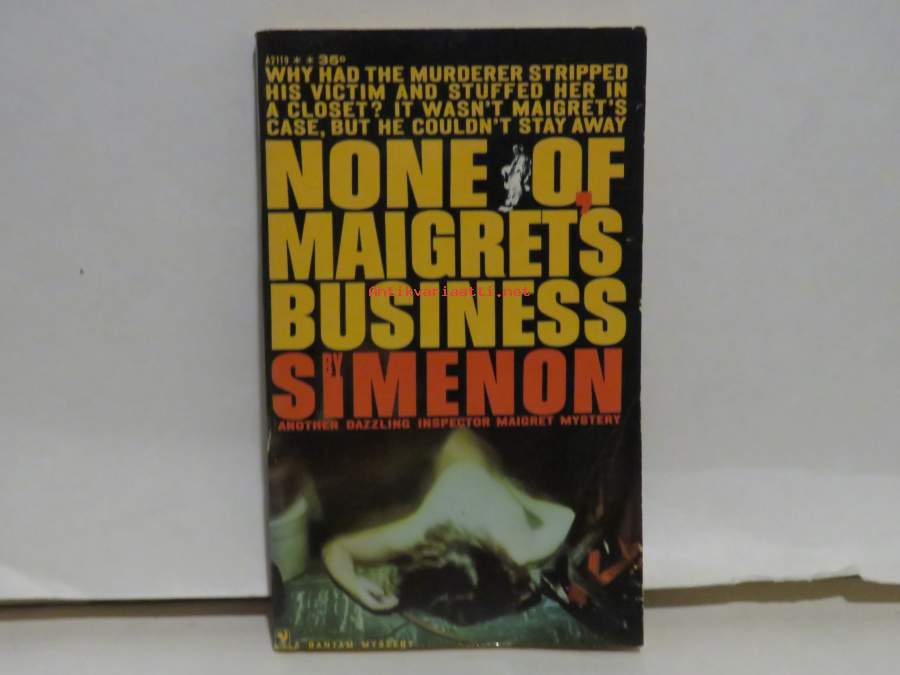 A2119 ★ ★ 35¢
WHY HAD THE MURDERER STRIPPED
HIS VICTIM AND STUFFED HER IN
A CLOSET? IT WASN'T MAIGRET'S
CASE, BUT HE COULDN'T STAY AWAY
NONE OF
MAIGRET'S
BUSINESS
BY
SIMENON
ANOTHER DAZZLING INSPECTOR MAIGRET MYSTERY
A BANTAM MYSTERY
Antikvariaatti.net